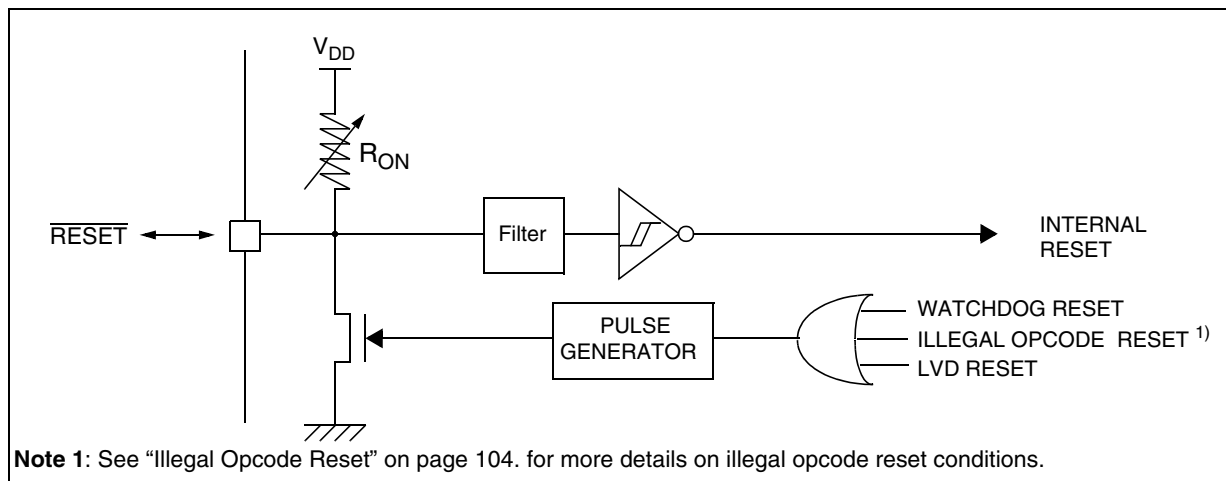 VDD
RON
RESET
Filter
INTERNAL
RESET
PULSE
GENERATOR
WATCHDOG RESET
ILLEGAL OPCODE RESET 1)
LVD RESET
Note 1: See “Illegal Opcode Reset” on page 104. for more details on illegal opcode reset conditions.